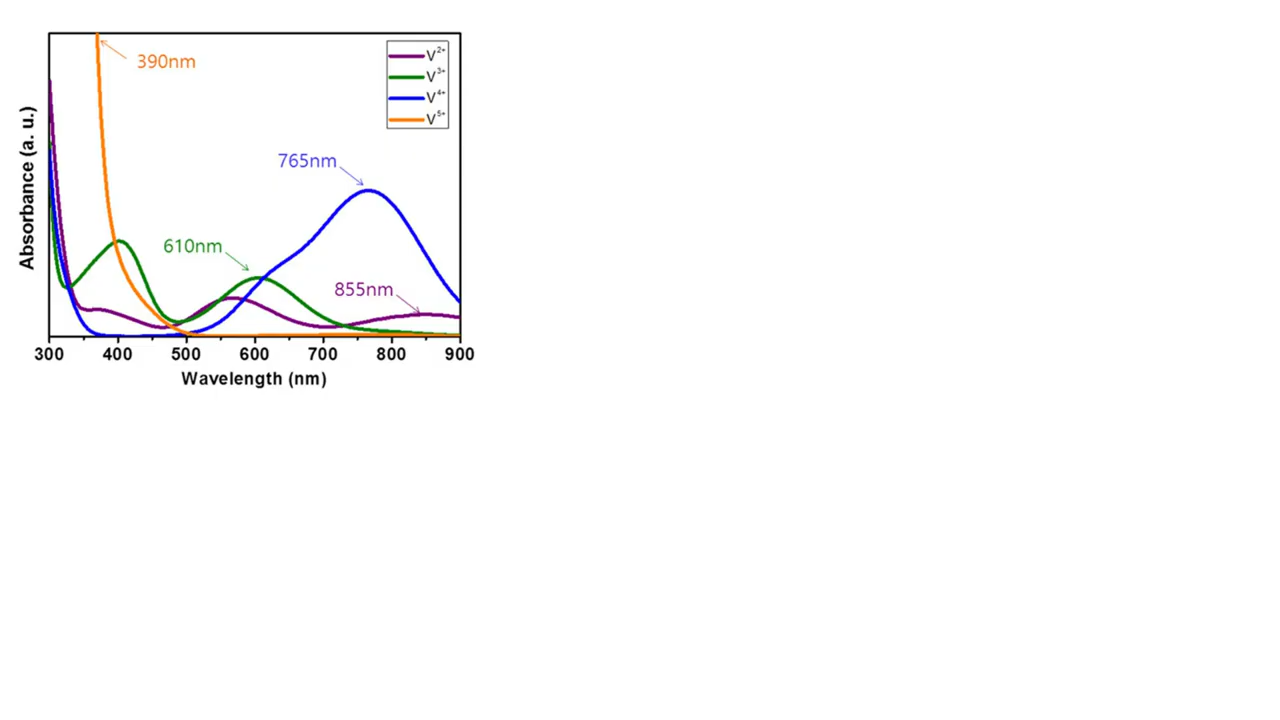 390nm
V2+
V3+
V4+
V5+
765nm
610nm
855nm
Absorbance (a. u.)
300 400 500 600 700 800 900
Wavelength (nm)